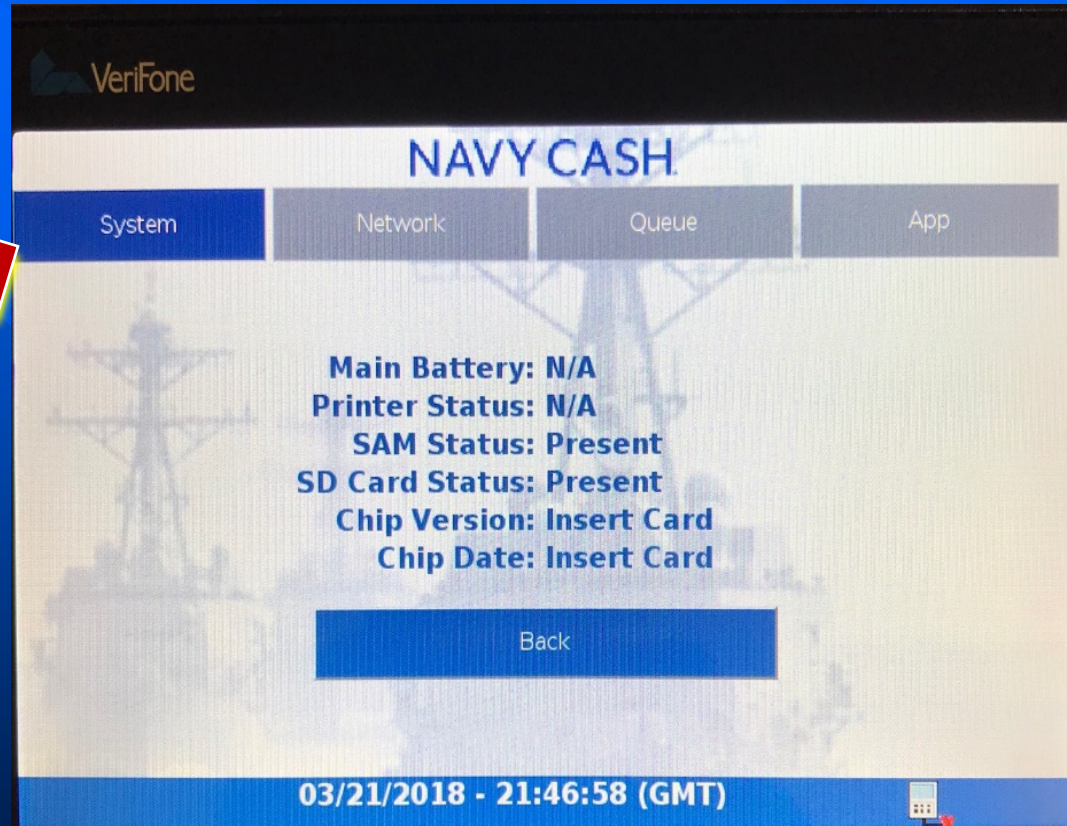 VeriFone
NAVY CASH
System Network Queue App
Main Battery: N/A
Printer Status: N/A
SAM Status: Present
SD Card Status: Present
Chip Version: Insert Card
Chip Date: Insert Card
Back
03/21/2018 - 21:46:58 (GMT)